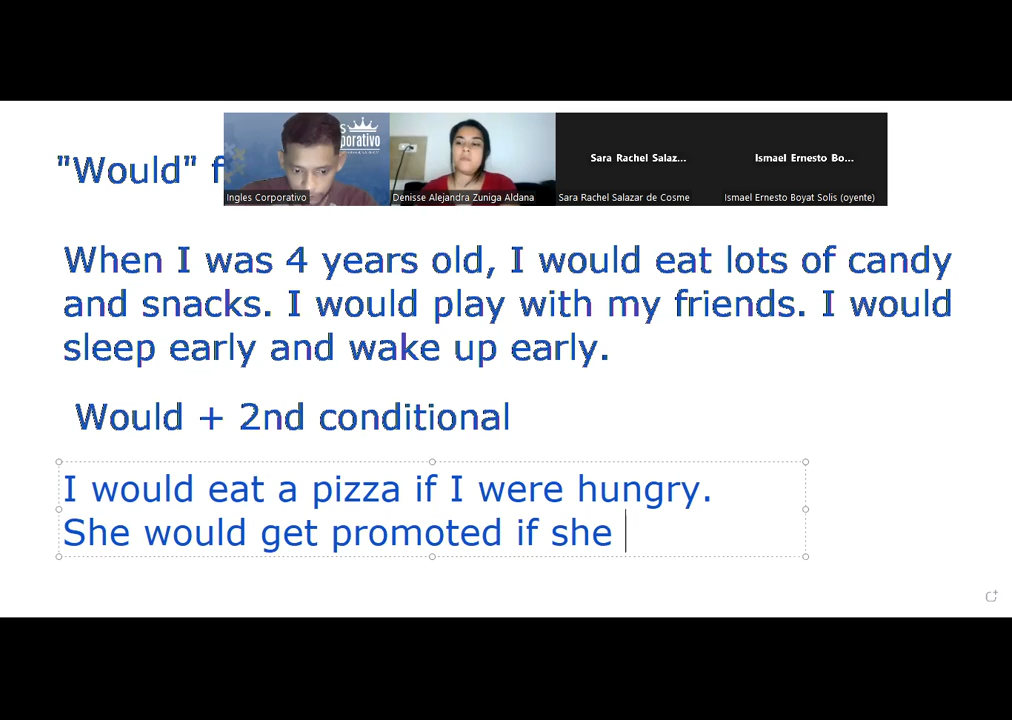 "Would" f
s
porativo
Ingles Corporativo
Denisse Alejandra Zuniga Aldana
Sara Rachel Salaz...
Sara Rachel Salazar de Cosme
Ismael Ernesto Bo...
Ismael Ernesto Boyat Solis (oyente)
When I was 4 years old, I would eat lots of candy
and snacks. I would play with my friends. I would
sleep early and wake up early.
Would + 2nd conditional
I would eat a pizza if I were hungry.
She would get promoted if she